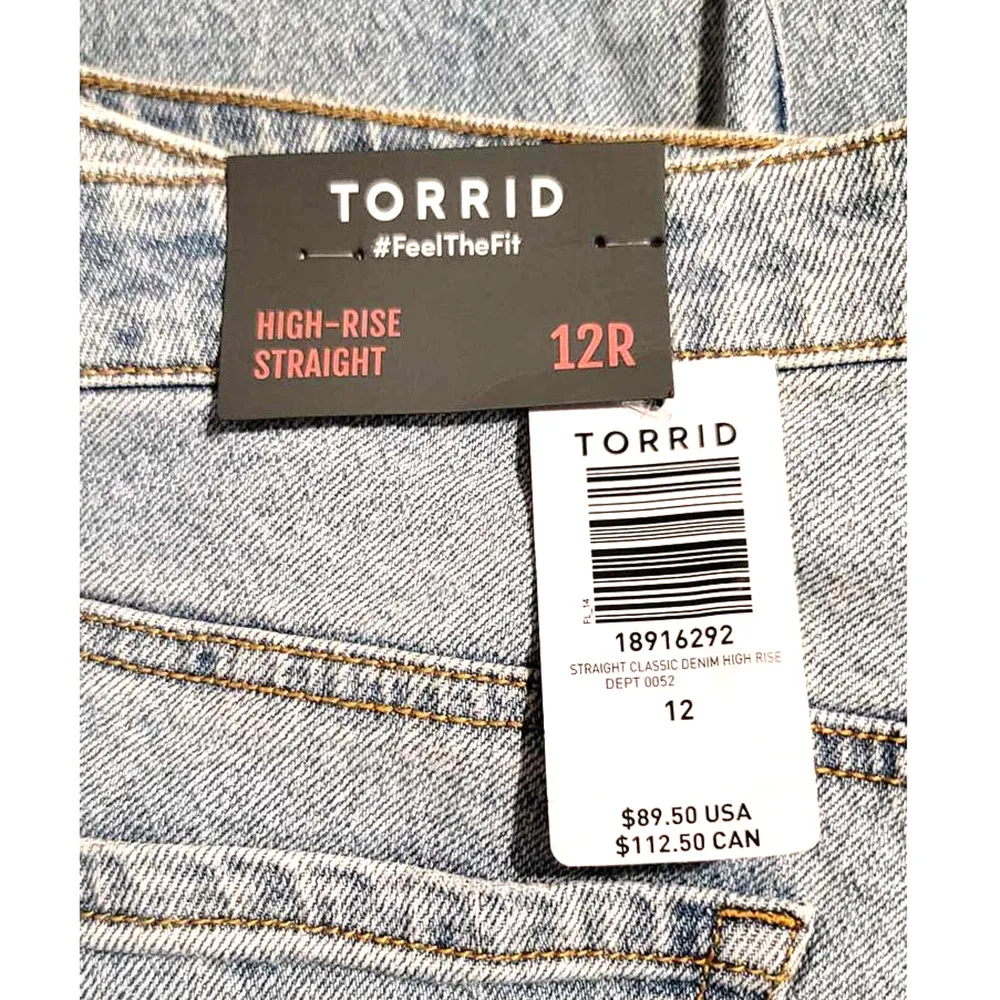 TORRID
#FeelTheFit
HIGH-RISE
STRAIGHT
12R
TORRID
FL_14
18916292
STRAIGHT CLASSIC DENIM HIGH RISE
DEPT 0052
12
$89.50 USA
$112.50 CAN